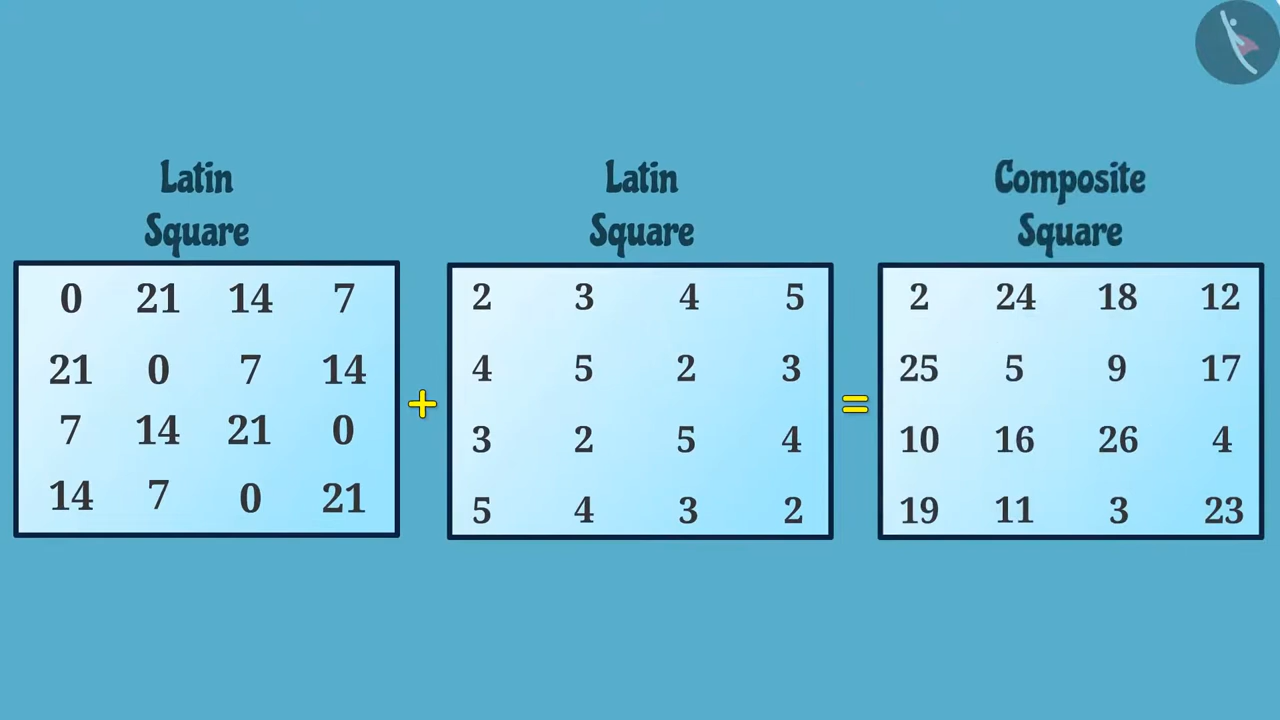 Latin
Square
0 21 14 7
21 0 7 14
7 14 21 0
14 7 0 21
+
Latin
Square
2 3 4 5
4 5 2 3
3 2 5 4
5 4 3 2
=
Composite
Square
2 24 18 12
25 5 9 17
10 16 26 4
19 11 3 23